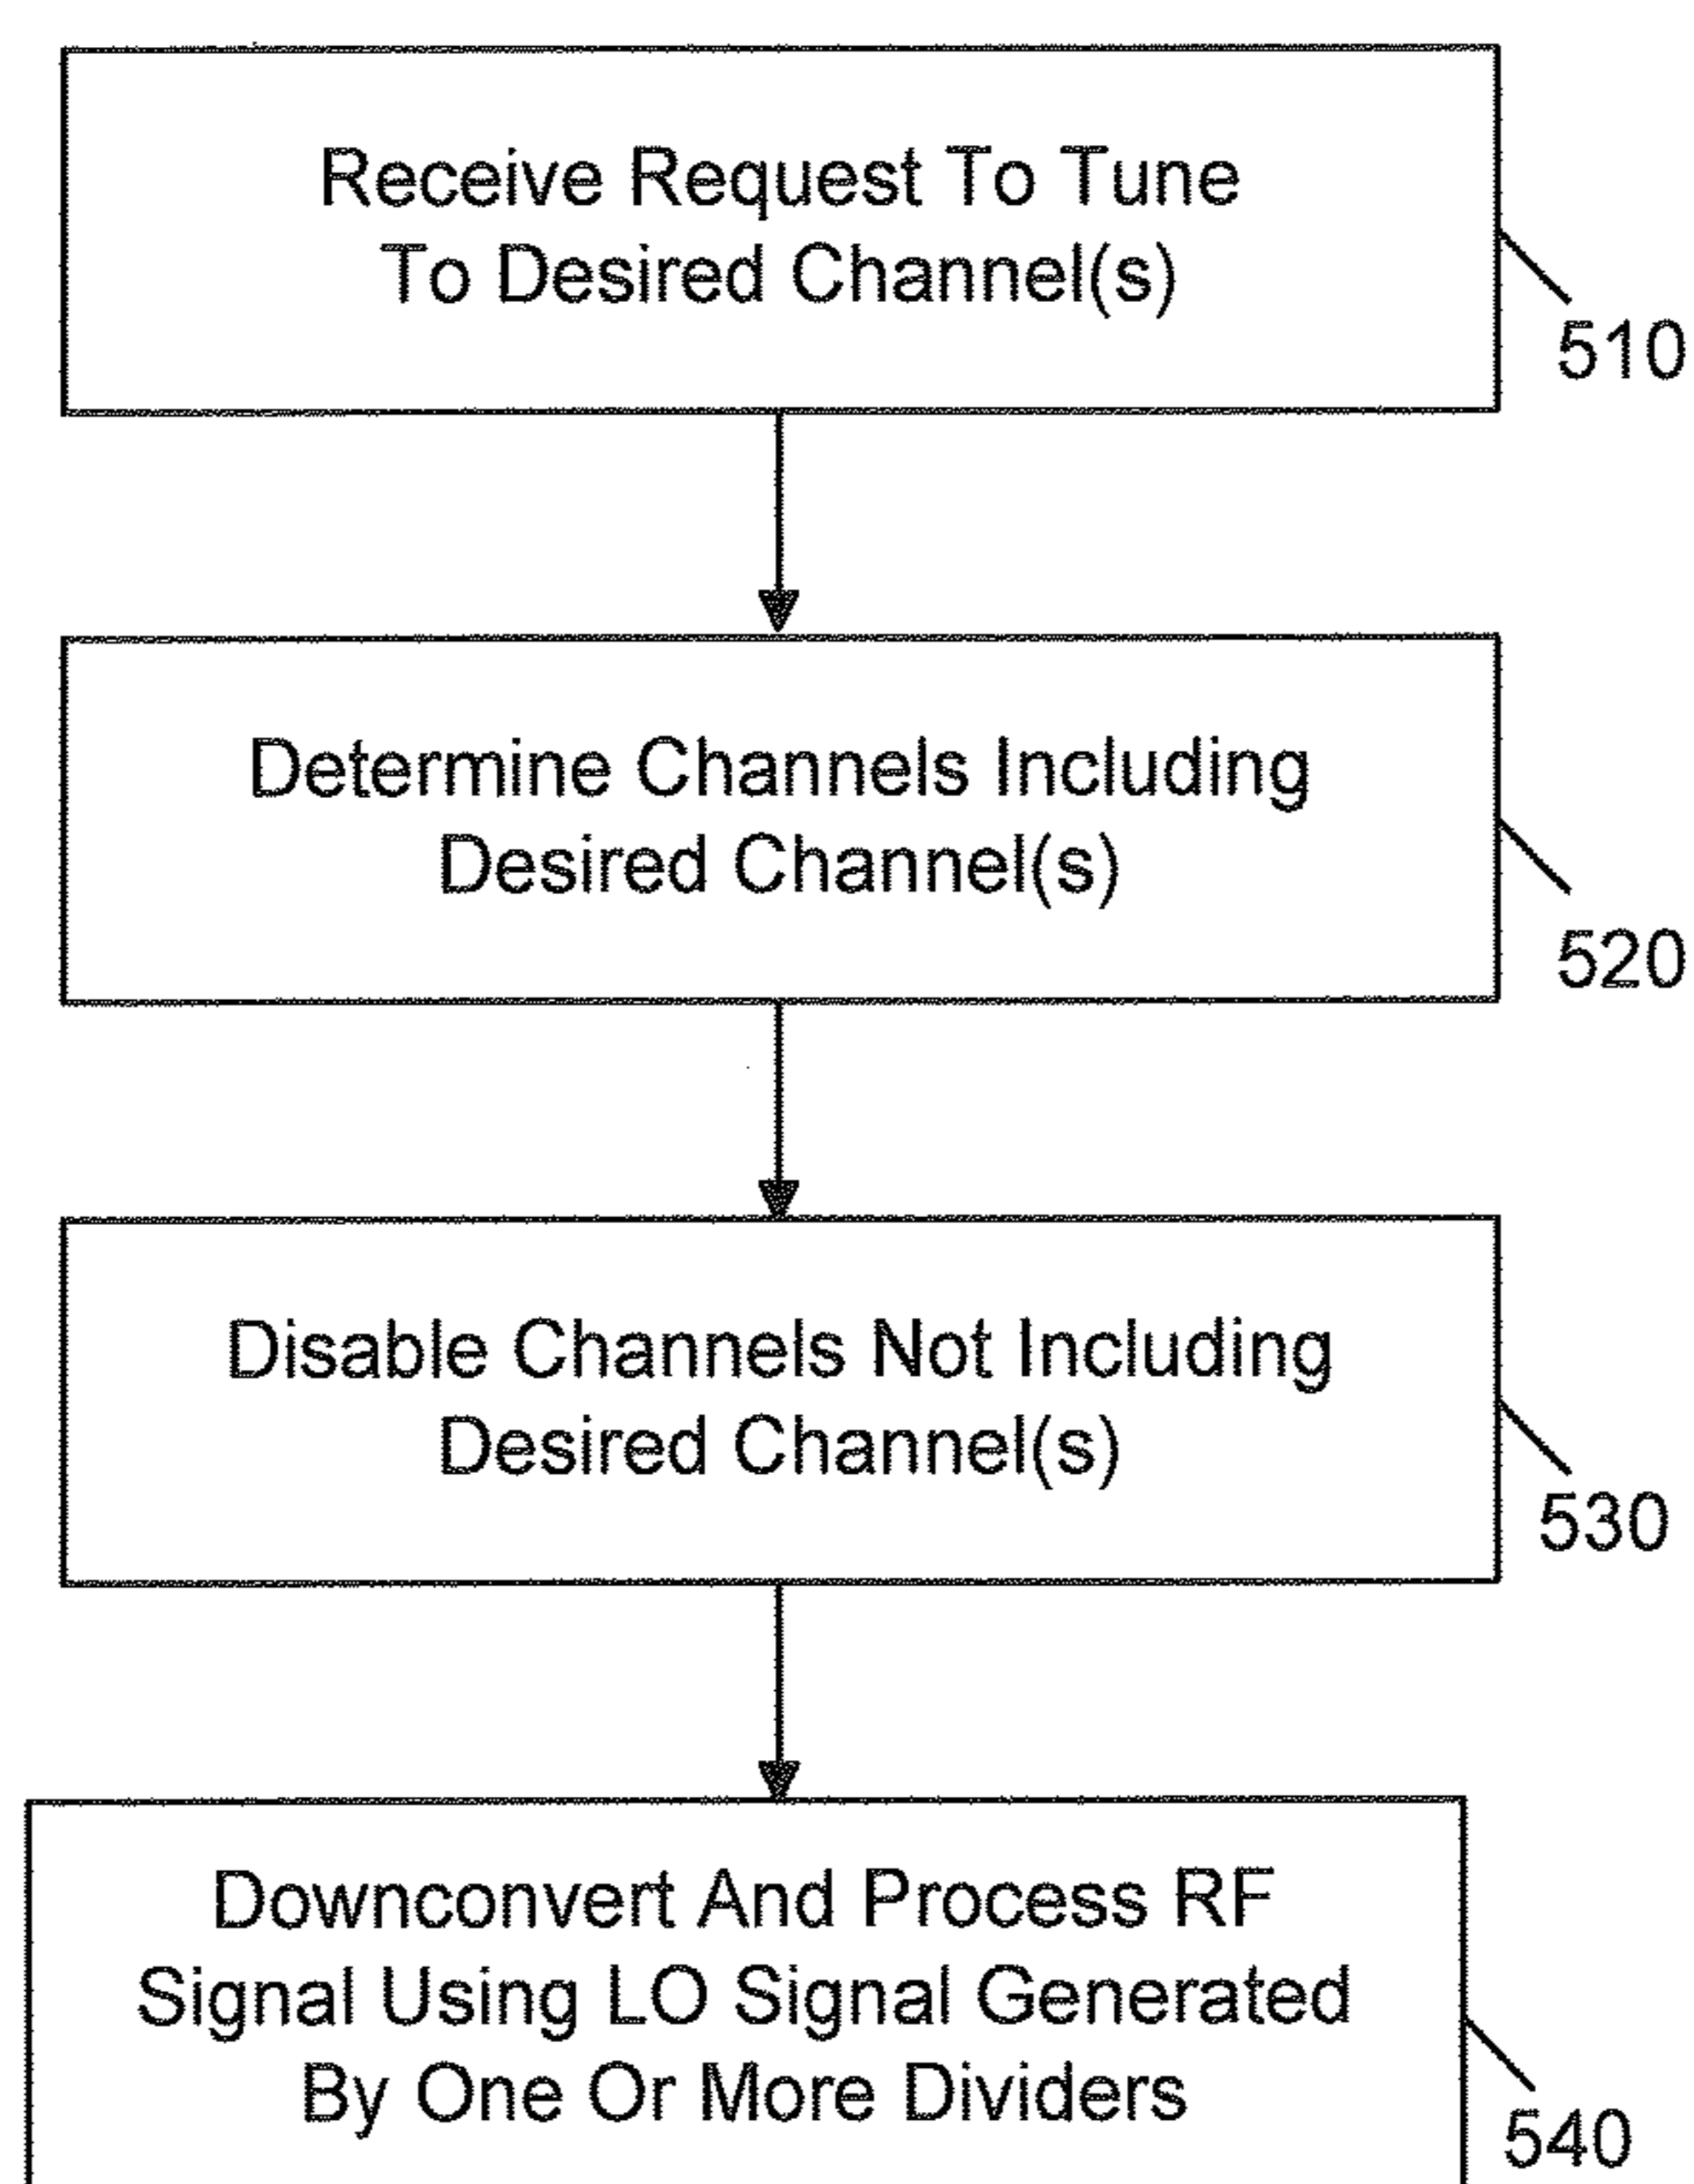 Receive Request To Tune
To Desired Channel(s)
510
Determine Channels Including
Desired Channel(s)
520
Disable Channels Not Including
Desired Channel(s)
530
Downconvert And Process RF
Signal Using LO Signal Generated
By One Or More Dividers
540